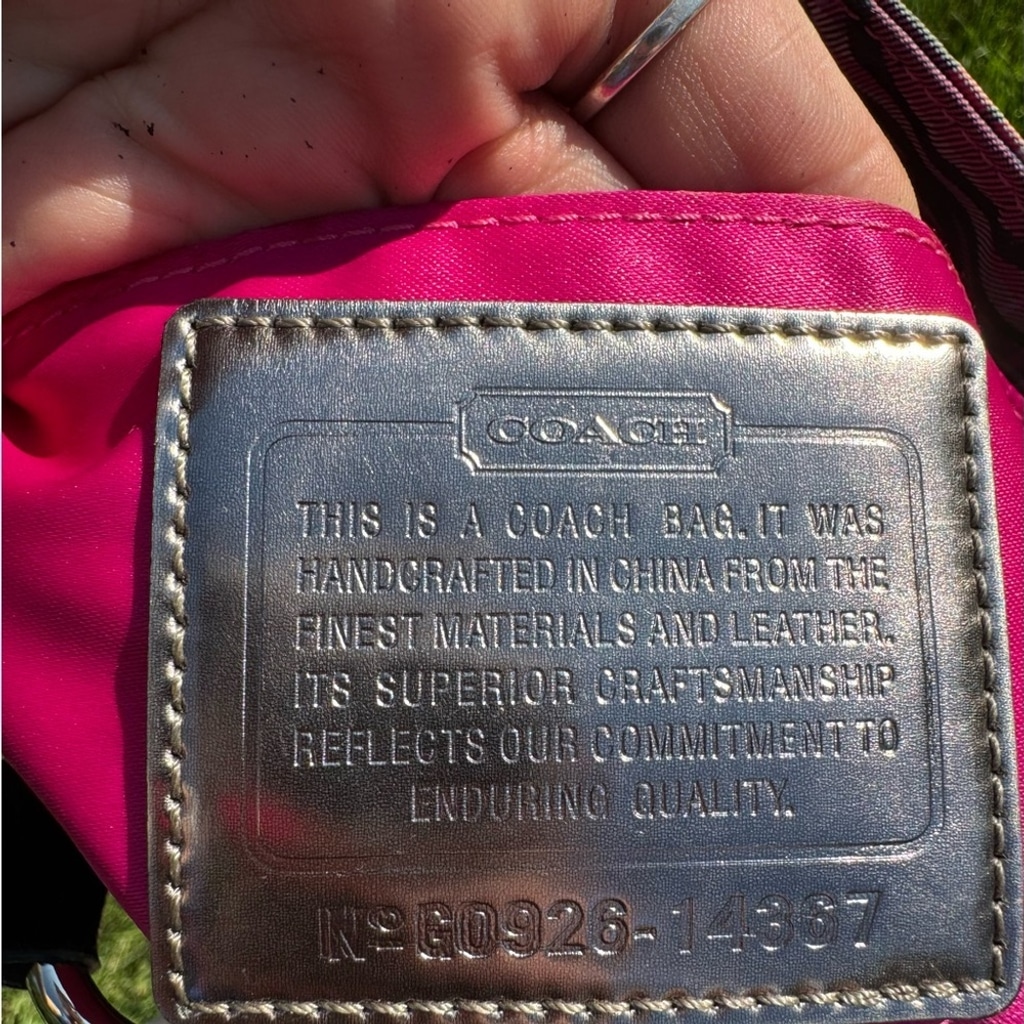 COACH
THIS IS A COACH BAG. IT WAS
HANDCRAFTED IN CHINA FROM THE
FINEST MATERIALS AND LEATHER.
ITS SUPERIOR CRAFTSMANSHIP
REFLECTS OUR COMMITMENT TO
ENDURING QUALITY.
Nº G0926-14367